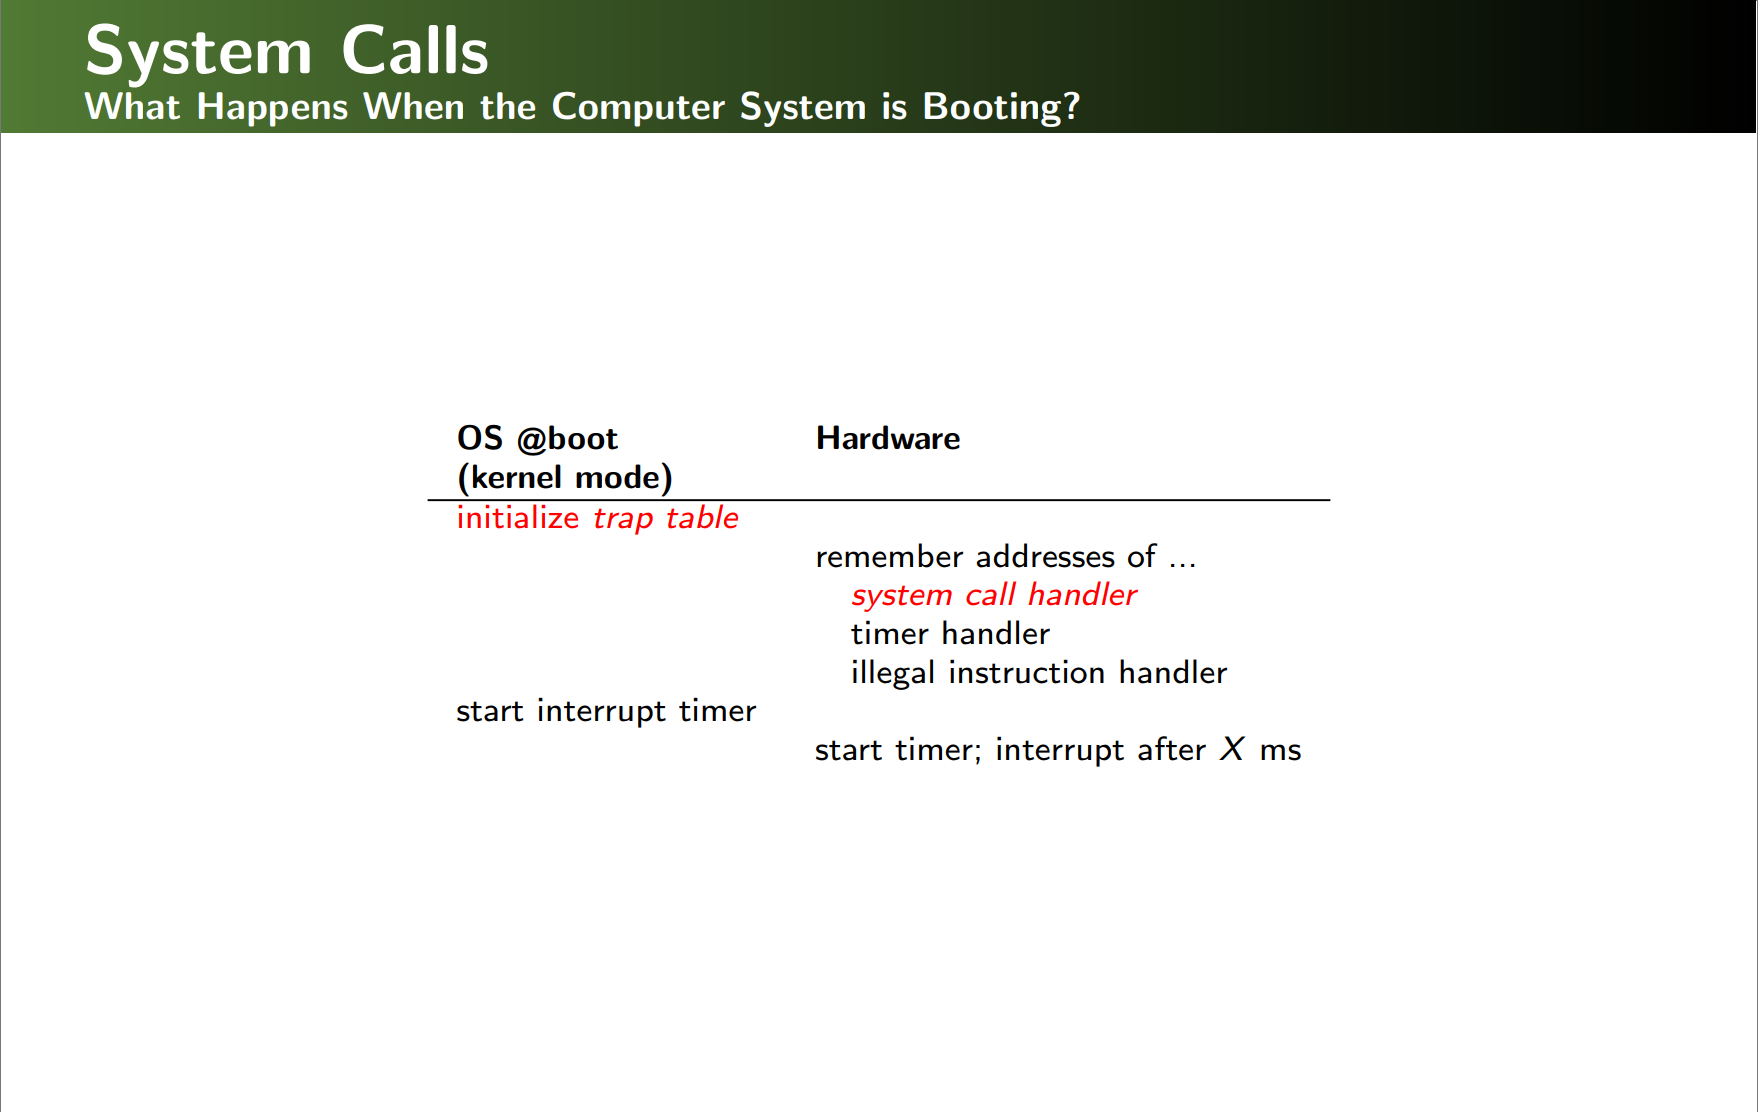 System Calls
What Happens When the Computer System is Booting?
OS @boot Hardware
(kernel mode)
initialize trap table
remember addresses of ...
system call handler
timer handler
illegal instruction handler
start interrupt timer
start timer; interrupt after X ms